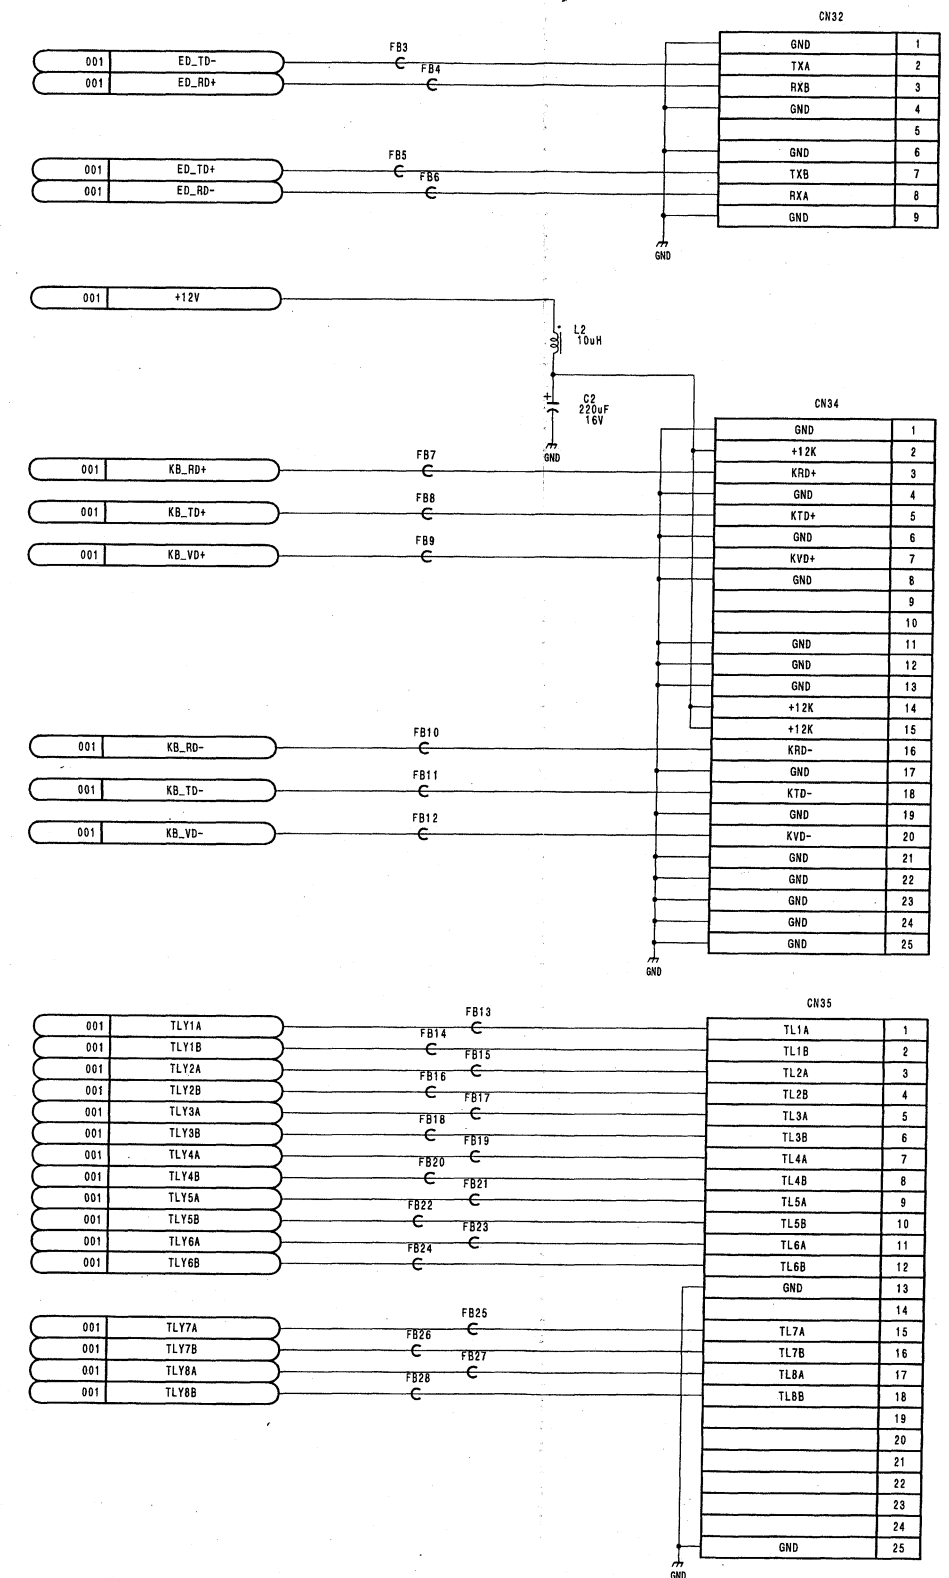 CN32
FB3
GND 1
001 ED_TD- TXA 2
FB4
001 ED_RD+ RXB 3
GND 4
5
FB5
GND 6
001 ED_TD+ TXB 7
FB6
001 ED_RD- RXA 8
GND 9
GND
001 +12V
L2
10uH
+ C2
220uF
16V
GND
CN34
GND 1
+12K 2
FB7
001 KB_RD+ KRD+ 3
GND 4
FB8
001 KB_TD+ KTD+ 5
GND 6
FB9
001 KB_VD+ KVD+ 7
GND 8
9
10
GND 11
GND 12
GND 13
+12K 14
+12K 15
FB10
001 KB_RD- KRD- 16
GND 17
FB11
001 KB_TD- KTD- 18
GND 19
FB12
001 KB_VD- KVD- 20
GND 21
GND 22
GND 23
GND 24
GND 25
GND
CN35
FB13
001 TLY1A TL1A 1
FB14
001 TLY1B TL1B 2
FB15
001 TLY2A TL2A 3
FB16
001 TLY2B TL2B 4
FB17
001 TLY3A TL3A 5
FB18
001 TLY3B TL3B 6
FB19
001 TLY4A TL4A 7
FB20
001 TLY4B TL4B 8
FB21
001 TLY5A TL5A 9
FB22
001 TLY5B TL5B 10
FB23
001 TLY6A TL6A 11
FB24
001 TLY6B TL6B 12
GND 13
14
FB25
001 TLY7A TL7A 15
FB26
001 TLY7B TL7B 16
FB27
001 TLY8A TL8A 17
FB28
001 TLY8B TL8B 18
19
20
21
22
23
24
GND 25
GND